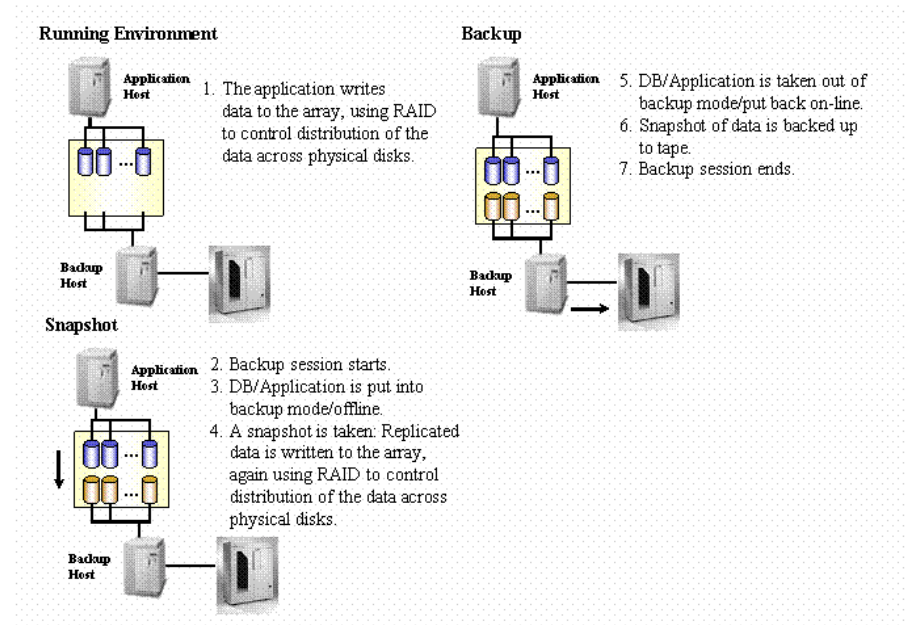 Running Environment
Application
Host
1. The application writes
data to the array, using RAID
to control distribution of the
data across physical disks.
...
Backup
Host
Snapshot
Application
Host
2. Backup session starts.
3. DB/Application is put into
backup mode/offline.
4. A snapshot is taken: Replicated
data is written to the array,
again using RAID to control
distribution of the data across
physical disks.
...
...
Backup
Host
Backup
Application
Host
5. DB/Application is taken out of
backup mode/put back on-line.
6. Snapshot of data is backed up
to tape.
7. Backup session ends.
...
...
Backup
Host